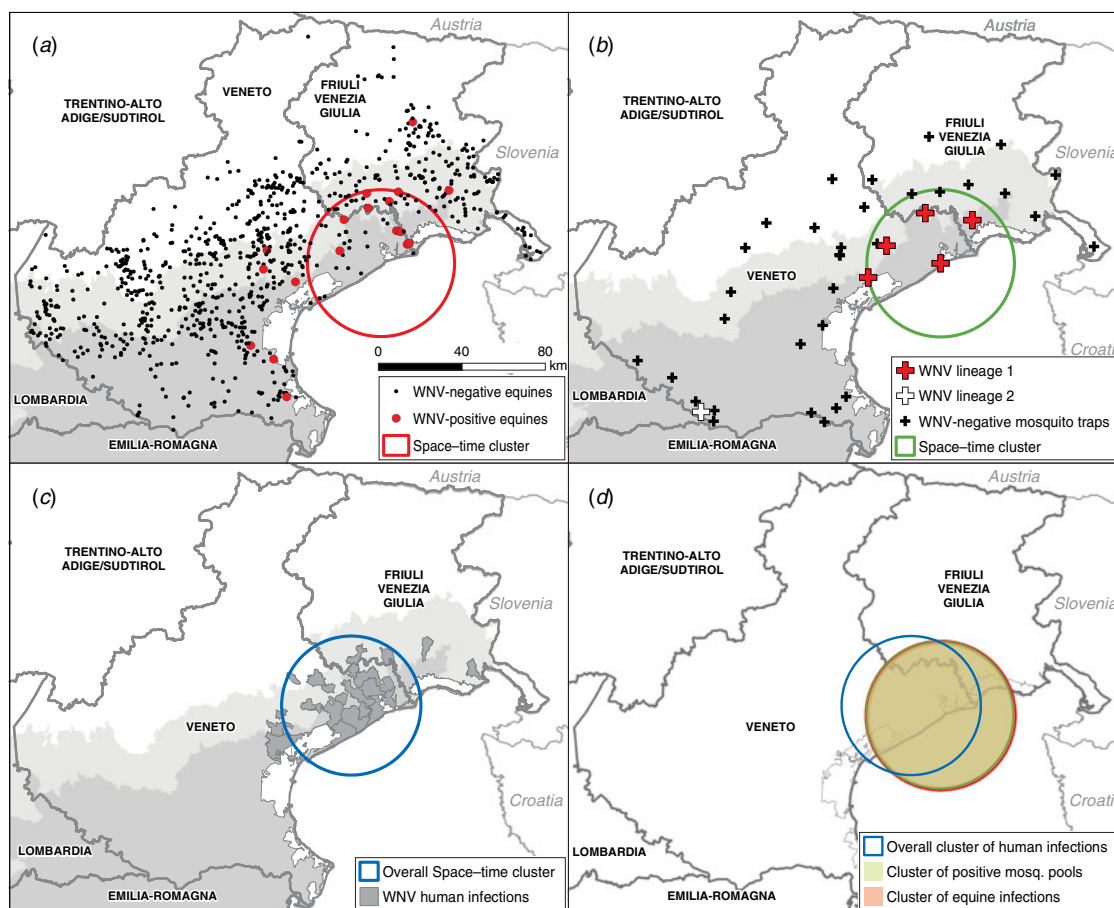 (a)
Austria
FRIULI
VENEZIA
GIULIA
VENETO
TRENTINO-ALTO
ADIGE/SUDTIROL
Slovenia
LOMBARDIA
EMILIA-ROMAGNA
0 40 80
km
WNV-negative equines
WNV-positive equines
Space–time cluster
(b)
Austria
TRENTINO-ALTO
ADIGE/SUDTIROL
FRIULI
VENEZIA
GIULIA
Slovenia
VENETO
Croatia
LOMBARDIA
EMILIA-ROMAGNA
WNV lineage 1
WNV lineage 2
WNV-negative mosquito traps
Space–time cluster
(c)
Austria
TRENTINO-ALTO
ADIGE/SUDTIROL
FRIULI
VENEZIA
GIULIA
Slovenia
VENETO
Croatia
LOMBARDIA
EMILIA-ROMAGNA
Overall Space–time cluster
WNV human infections
(d)
Austria
TRENTINO-ALTO
ADIGE/SUDTIROL
FRIULI
VENEZIA
GIULIA
Slovenia
VENETO
Croatia
LOMBARDIA
EMILIA-ROMAGNA
Overall cluster of human infections
Cluster of positive mosq. pools
Cluster of equine infections